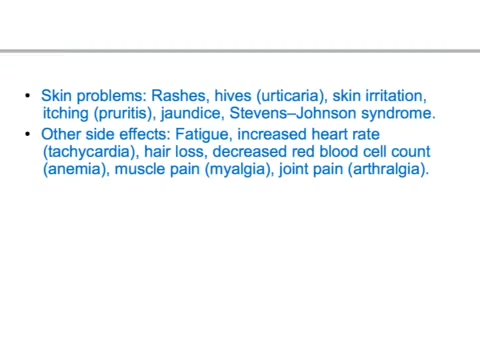 • Skin problems: Rashes, hives (urticaria), skin irritation,
itching (pruritis), jaundice, Stevens–Johnson syndrome.
• Other side effects: Fatigue, increased heart rate
(tachycardia), hair loss, decreased red blood cell count
(anemia), muscle pain (myalgia), joint pain (arthralgia).